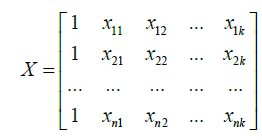 1 x11 x12 ... x1k
X = 1 x21 x22 ... x2k
... ... ... ... ...
1 xn1 xn2 ... xnk